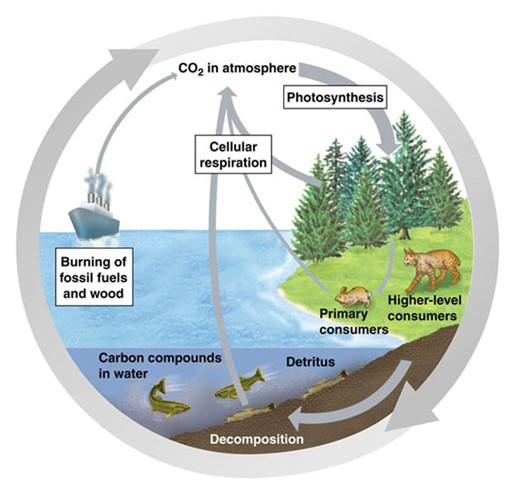 CO₂ in atmosphere
Photosynthesis
Cellular
respiration
Burning of
fossil fuels
and wood
Higher-level
consumers
Primary
consumers
Carbon compounds
in water
Detritus
Decomposition